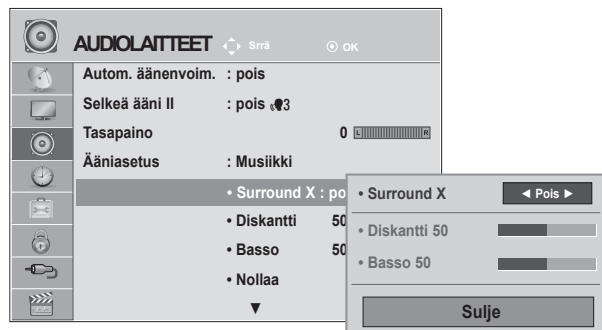 AUDIOLAITTEET Srrä OK
Autom. äänenvoim. : pois
Selkeä ääni II : pois 3
Tasapaino 0 L R
Ääniasetus : Musiikki
• Surround X : po
• Diskantti 50
• Basso 50
• Nollaa
▼
• Surround X ◄ Pois ►
• Diskantti 50
• Basso 50
Sulje